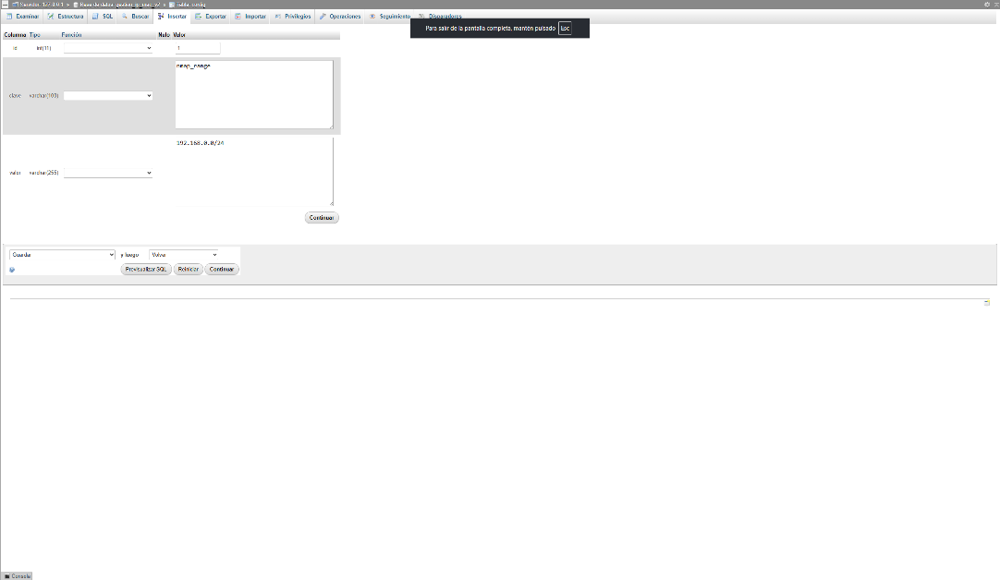 Servidor: 127.0.0.1 » Base de datos: gestion_ip_map_v2 » Tabla: config
Examinar Estructura SQL Buscar Insertar Exportar Importar Privilegios Operaciones Seguimiento Disparadores
Para salir de la pantalla completa, mantén pulsado Esc
Columna Tipo Función Nulo Valor
id int(11) 1
clave varchar(100) nmap_range
valor varchar(255) 192.168.0.0/24
Continuar
Guardar y luego Volver
Previsualizar SQL Reiniciar Continuar
Consola